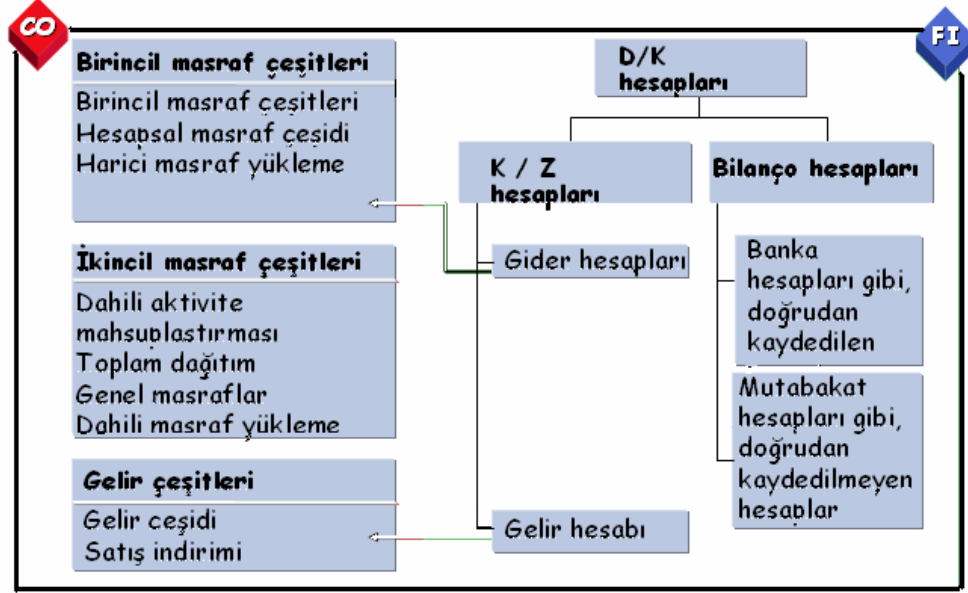 CO
FI
Birincil masraf çeşitleri
Birincil masraf çeşitleri
Hesapsal masraf çeşidi
Harici masraf yükleme
İkincil masraf çeşitleri
Dahili aktivite
mahsuplaştırması
Toplam dağıtım
Genel masraflar
Dahili masraf yükleme
Gelir çeşitleri
Gelir çeşidi
Satış indirimi
D/K
hesapları
K / Z
hesapları
Gider hesapları
Gelir hesabı
Bilanço hesapları
Banka
hesapları gibi,
doğrudan
kaydedilen
Mutabakat
hesapları gibi,
doğrudan
kaydedilmeyen
hesaplar